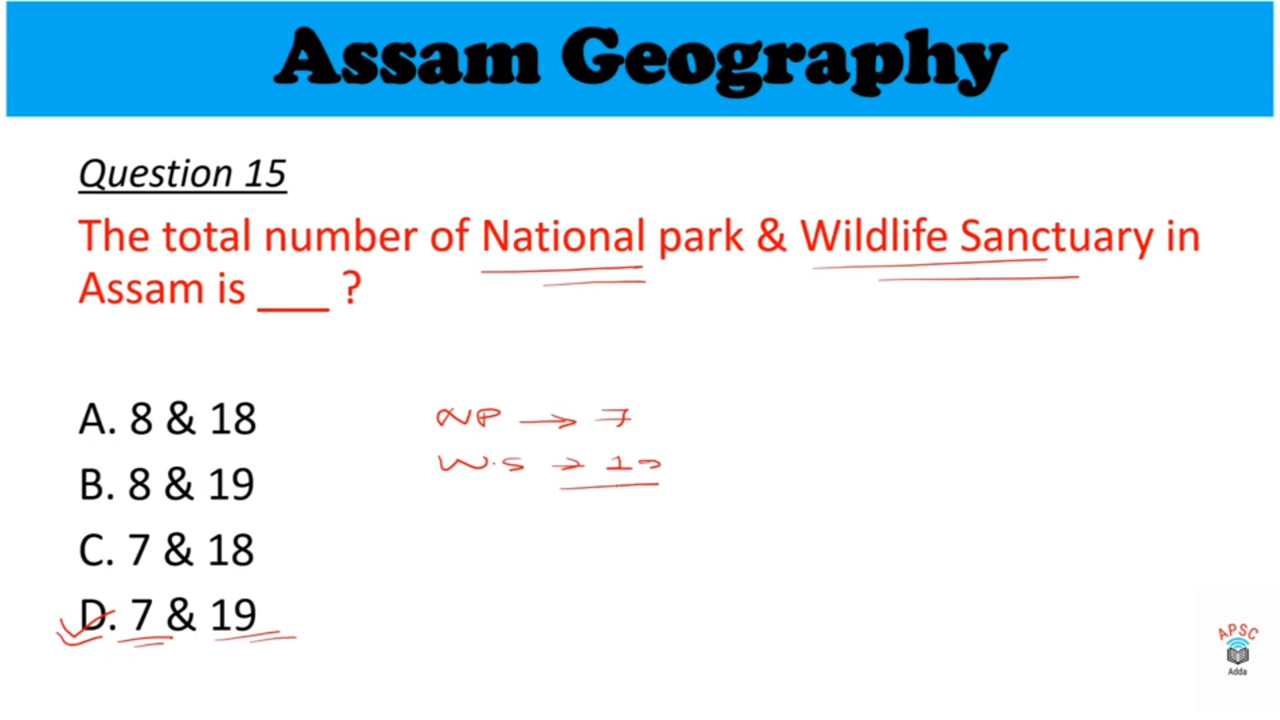 Assam Geography
Question 15
The total number of National park & Wildlife Sanctuary in
Assam is ___ ?
A. 8 & 18
B. 8 & 19
C. 7 & 18
D. 7 & 19
NP → 7
W.S → 19
APSC
Adda